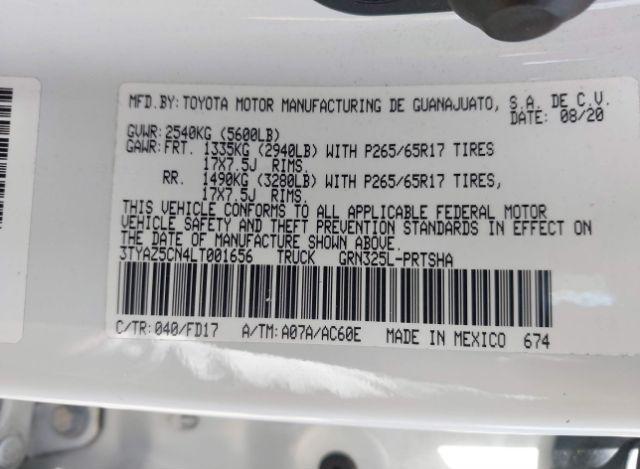 MFD.BY:TOYOTA MOTOR MANUFACTURING DE GUANAJUATO, S.A. DE C.V.
DATE: 08/20
GVWR:2540KG (5600LB)
GAWR:FRT. 1335KG (2940LB) WITH P265/65R17 TIRES
17X7.5J RIMS.
RR. 1490KG (3280LB) WITH P265/65R17 TIRES,
17X7.5J RIMS.
THIS VEHICLE CONFORMS TO ALL APPLICABLE FEDERAL MOTOR
VEHICLE SAFETY AND THEFT PREVENTION STANDARDS IN EFFECT ON
THE DATE OF MANUFACTURE SHOWN ABOVE.
3TYAZ5CN4LT001656 TRUCK GRN325L-PRTSHA
C/TR:040/FD17 A/TM:A07A/AC60E MADE IN MEXICO 674